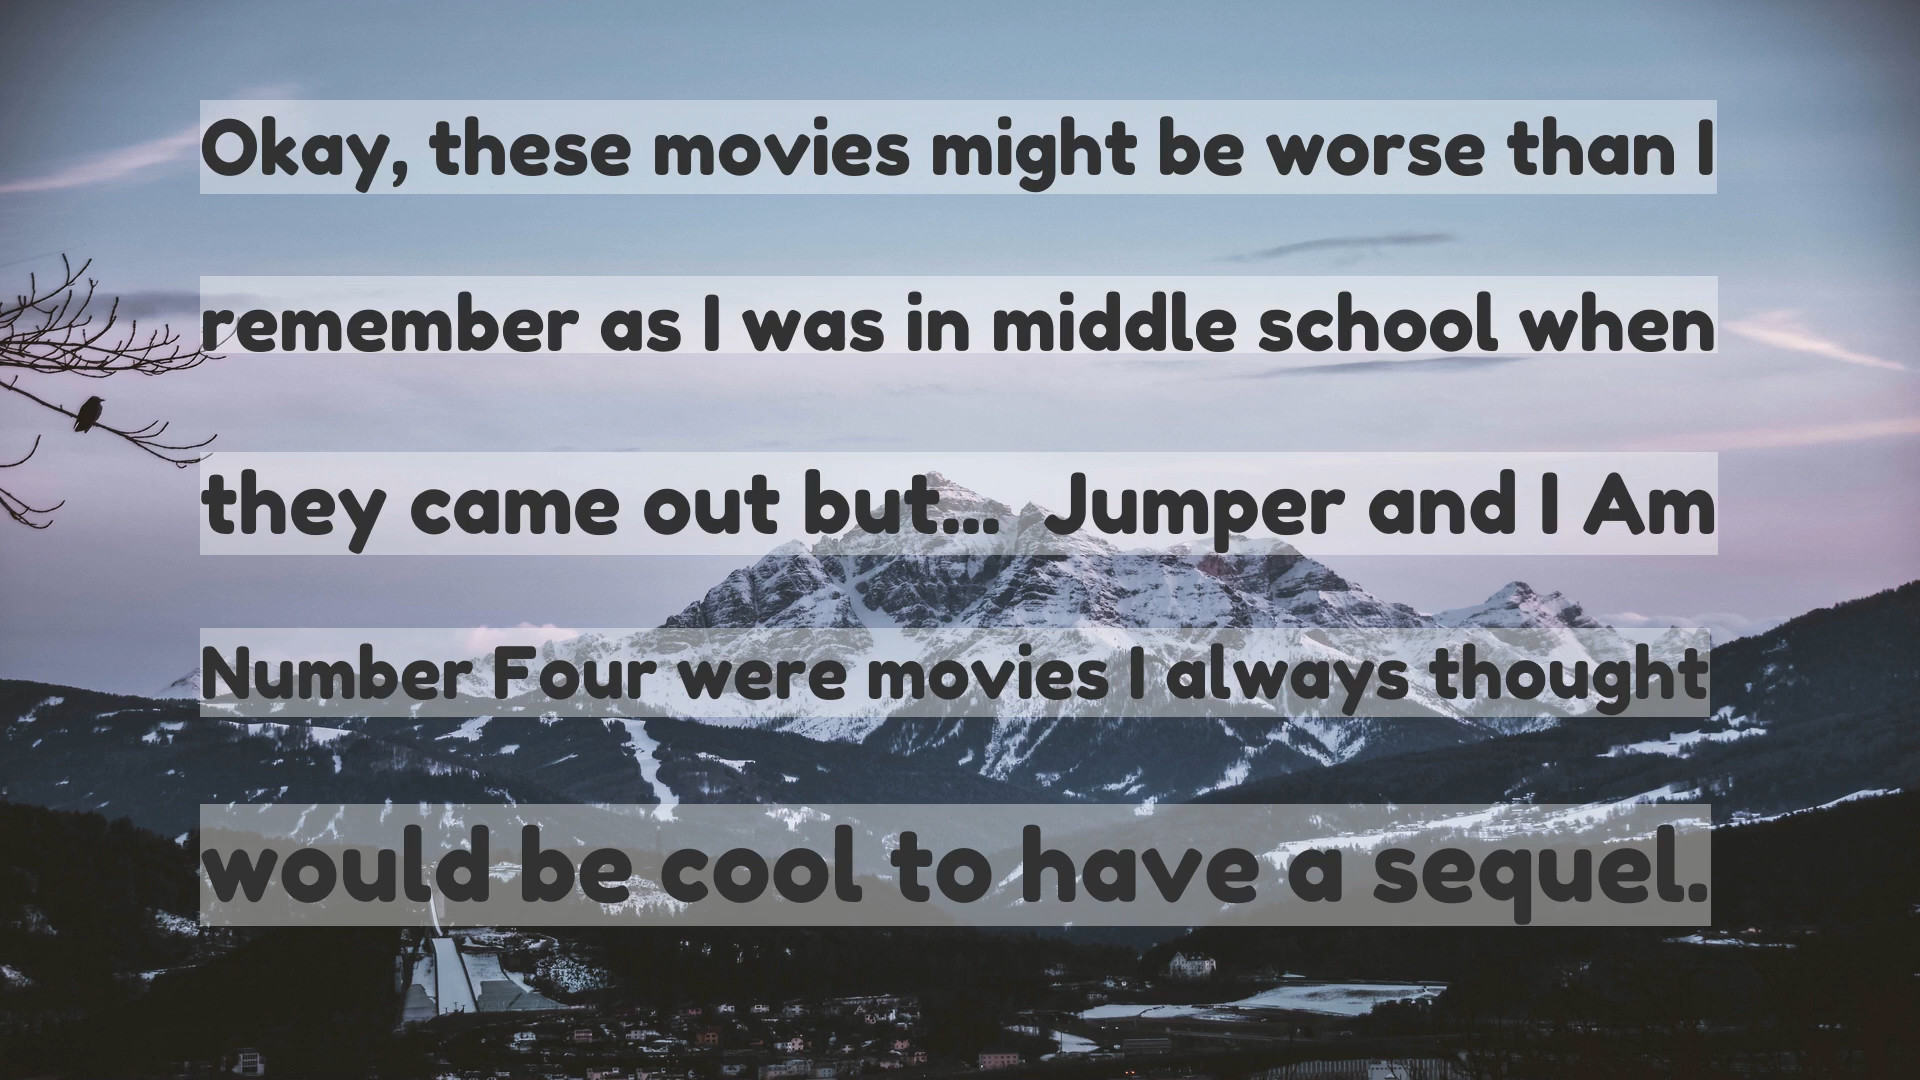 Okay, these movies might be worse than I
remember as I was in middle school when
they came out but...  Jumper and I Am
Number Four were movies I always thought
would be cool to have a sequel.